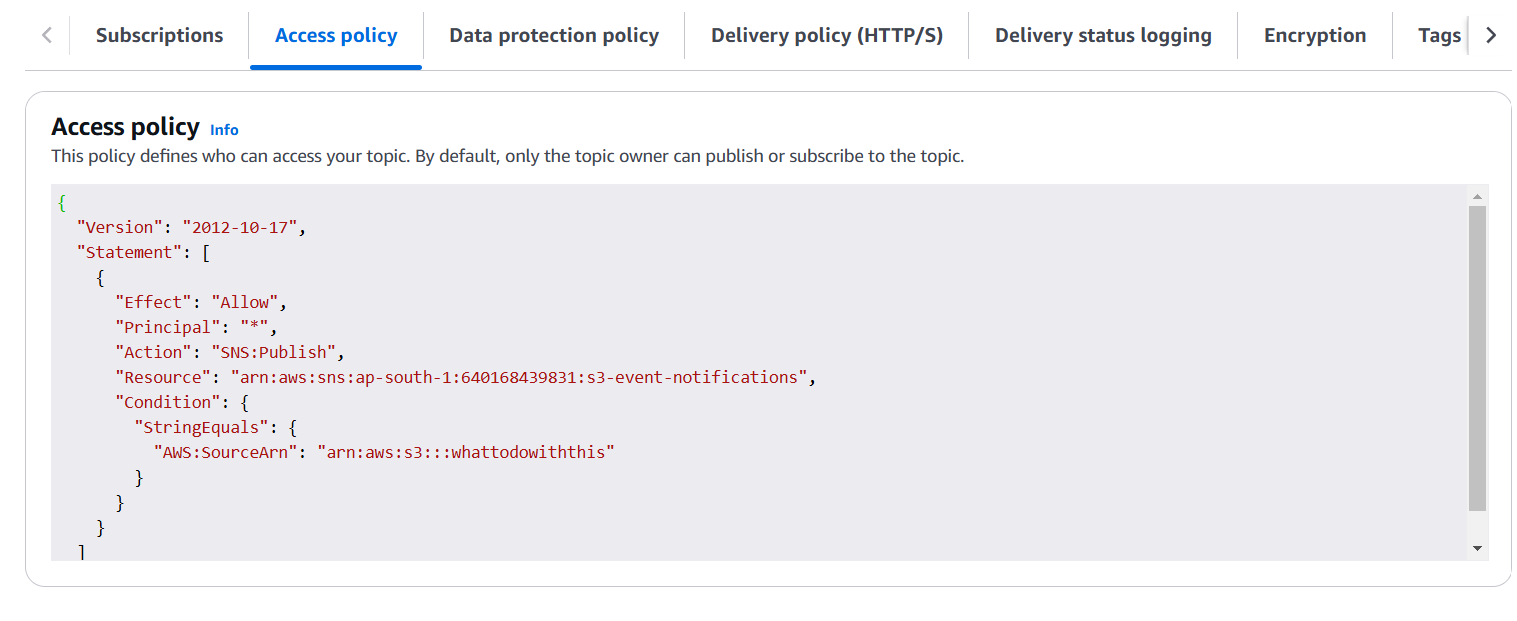 Subscriptions Access policy Data protection policy Delivery policy (HTTP/S) Delivery status logging Encryption Tags
Access policy Info
This policy defines who can access your topic. By default, only the topic owner can publish or subscribe to the topic.
{
  "Version": "2012-10-17",
  "Statement": [
    {
      "Effect": "Allow",
      "Principal": "*",
      "Action": "SNS:Publish",
      "Resource": "arn:aws:sns:ap-south-1:640168439831:s3-event-notifications",
      "Condition": {
        "StringEquals": {
          "AWS:SourceArn": "arn:aws:s3:::whattodowiththis"
        }
      }
    }
  ]